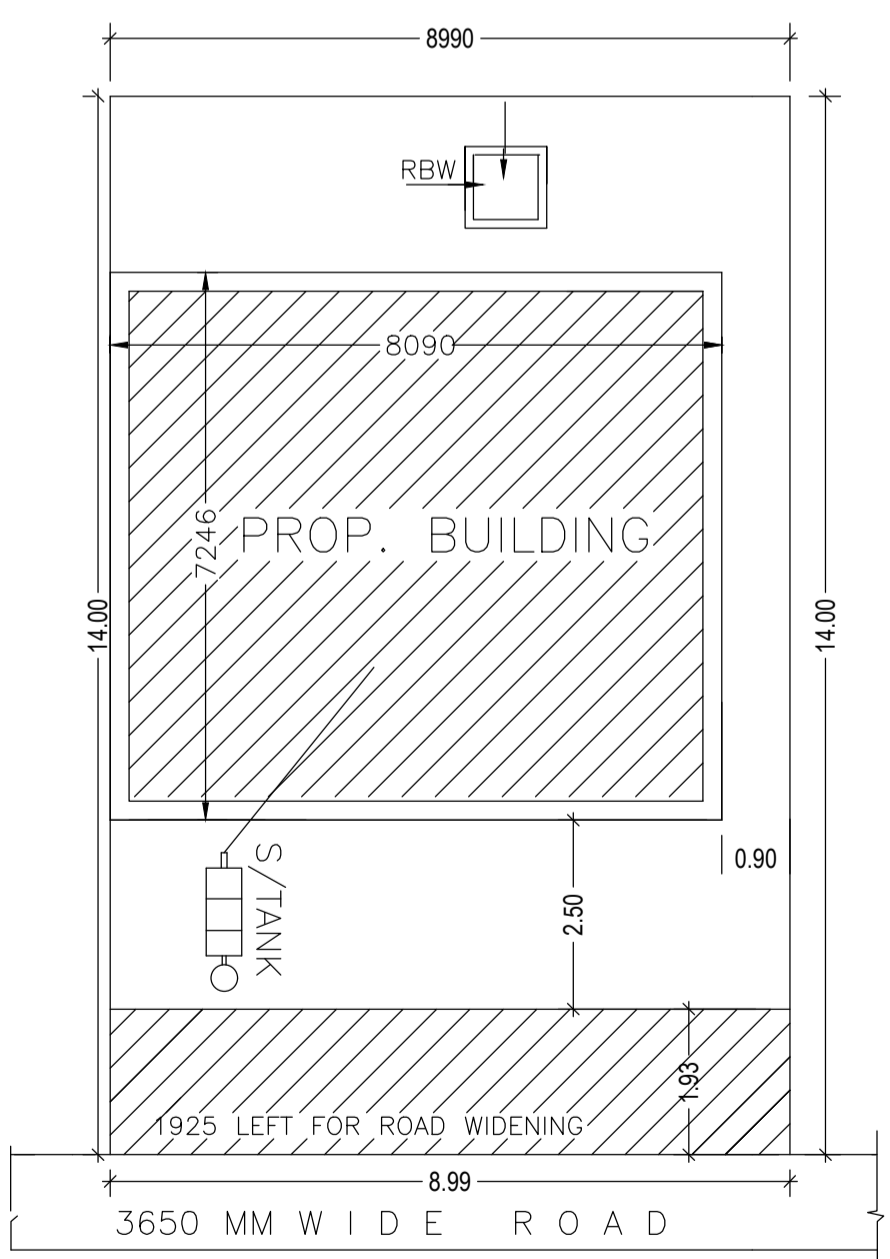 8990
RBW
8090
7246
PROP. BUILDING
14.00
14.00
0.90
S/TANK
2.50
1.93
1925 LEFT FOR ROAD WIDENING
8.99
3650 MM WIDE ROAD